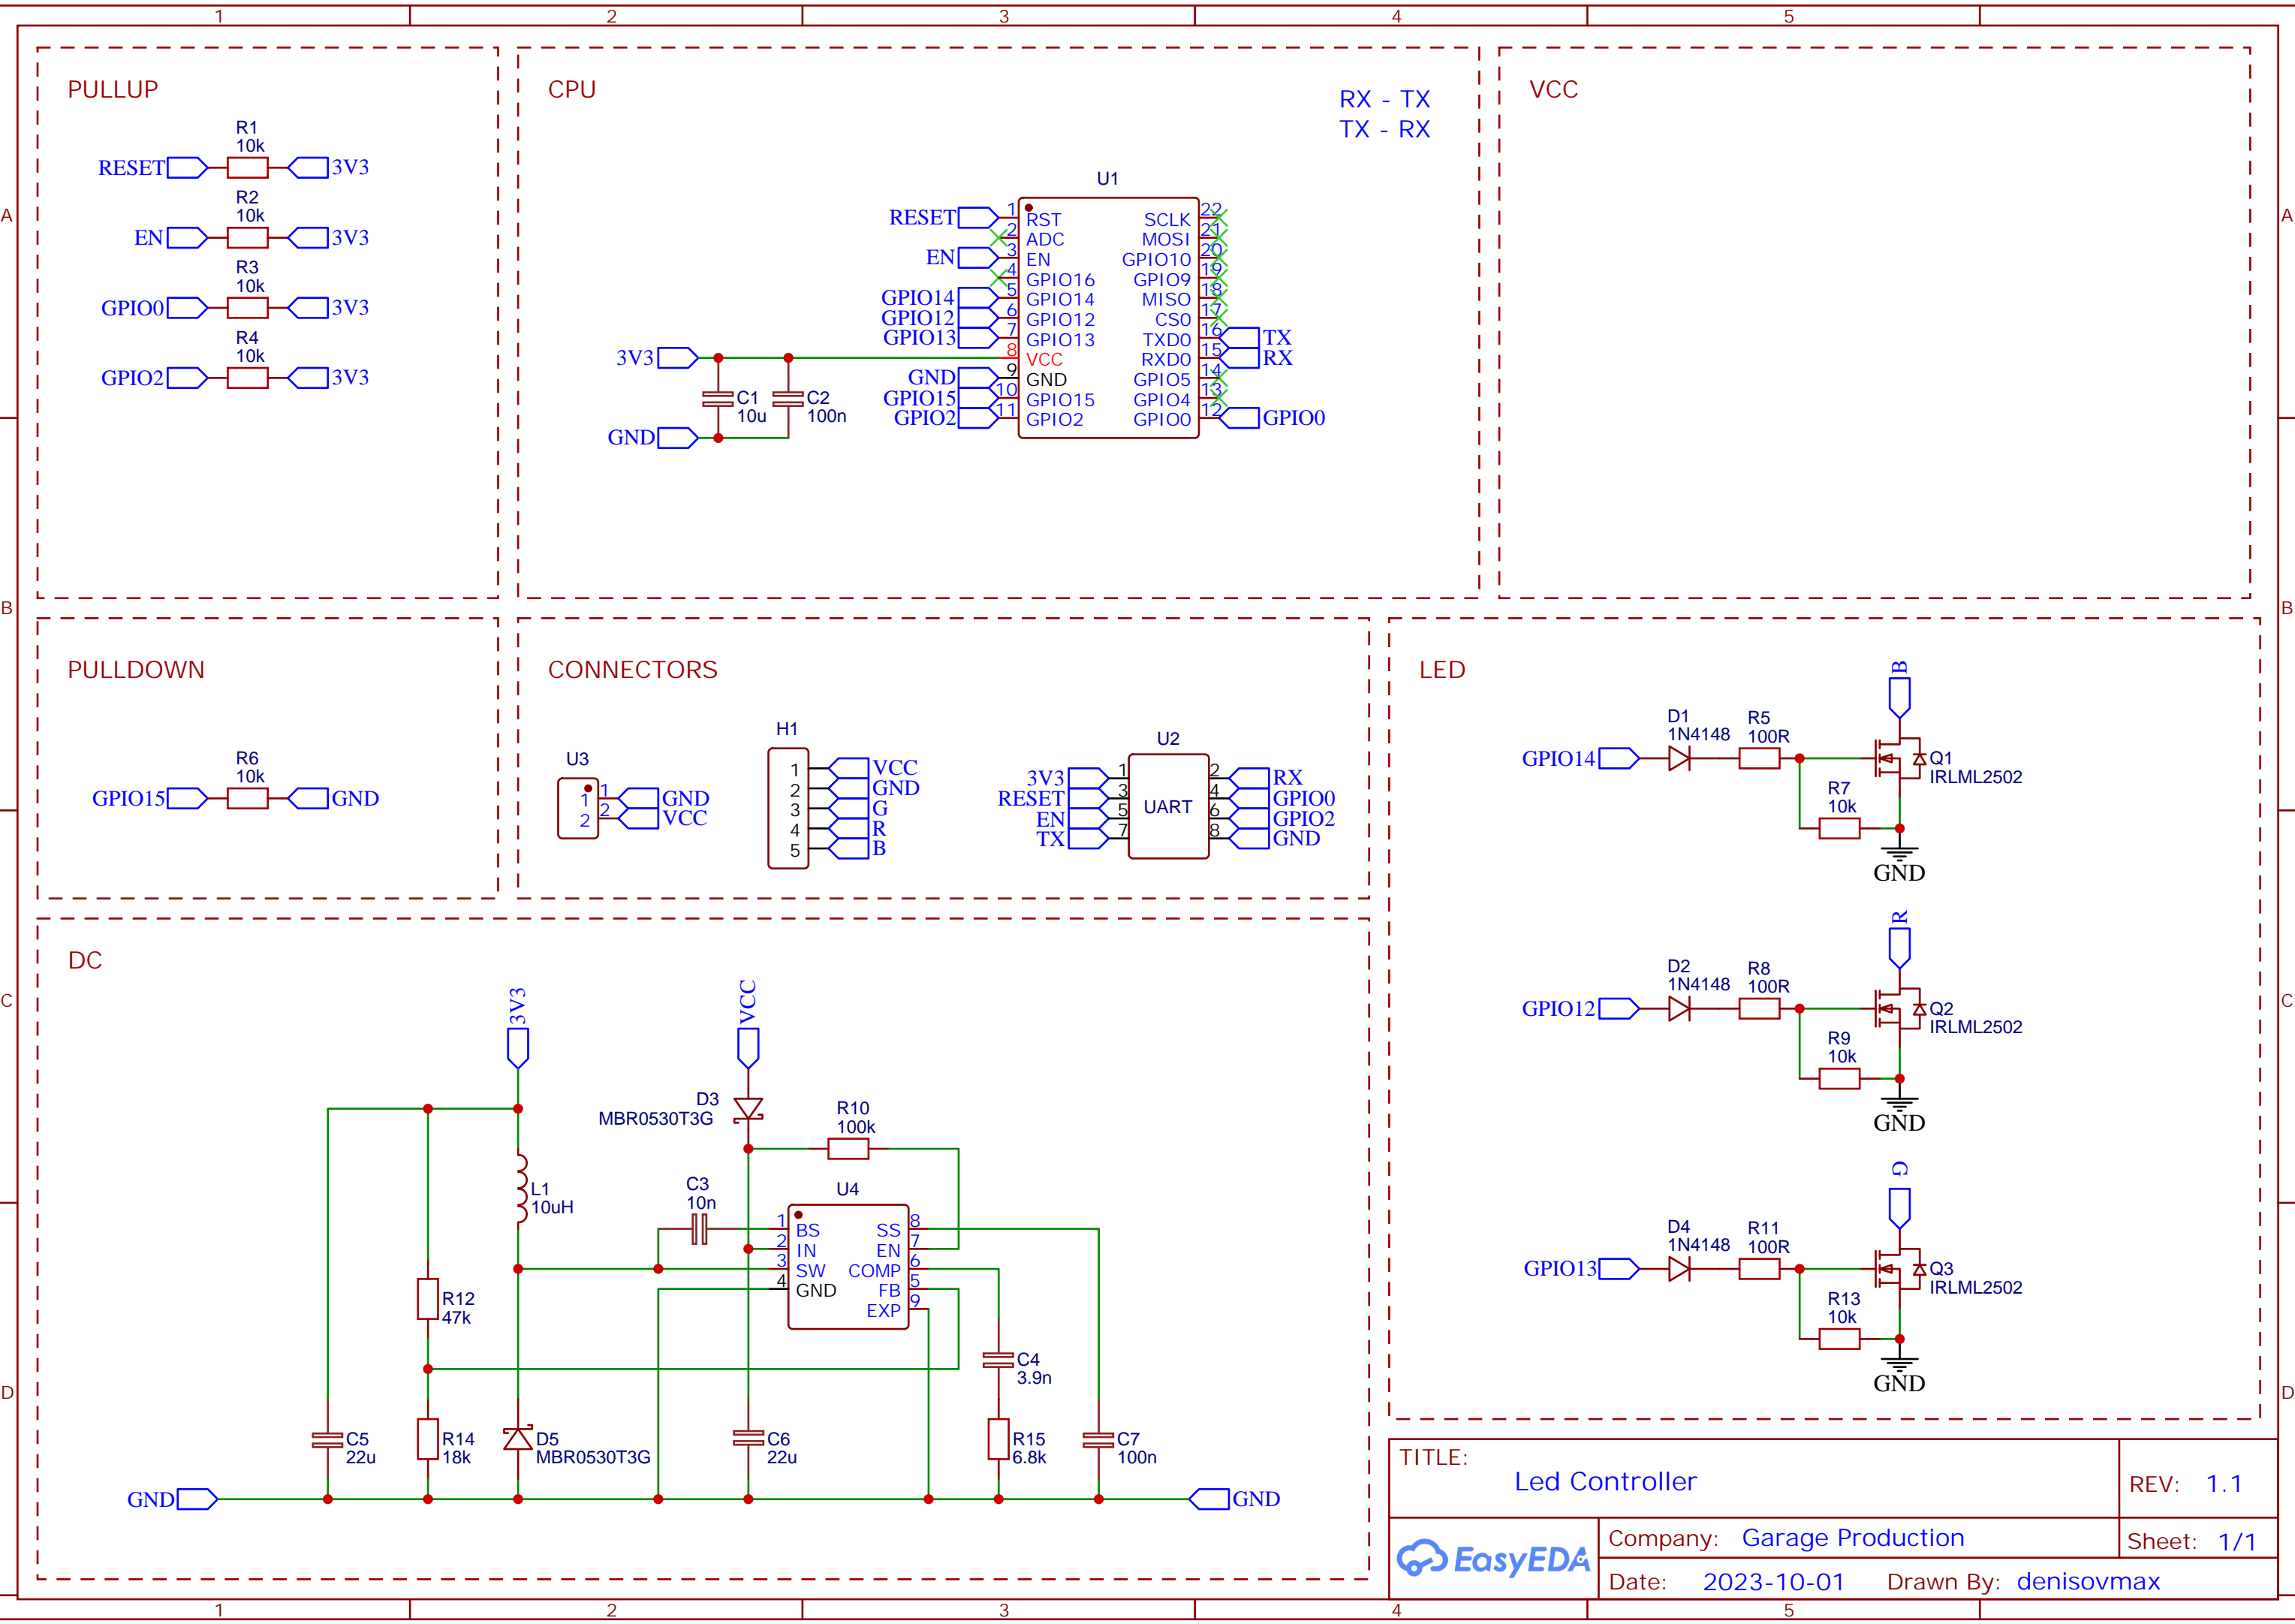 1 2 3 4 5
A A
B B
C C
D D
PULLUP
R1
10k
RESET 3V3
R2
10k
EN 3V3
R3
10k
GPIO0 3V3
R4
10k
GPIO2 3V3
CPU
RX - TX
TX - RX
U1
RESET 1 RST SCLK 22
2 ADC MOSI 21
EN 3 EN GPIO10 20
4 GPIO16 GPIO9 19
GPIO14 5 GPIO14 MISO 18
GPIO12 6 GPIO12 CS0 17
GPIO13 7 GPIO13 TXD0 16 TX
3V3 8 VCC RXD0 15 RX
GND 9 GND GPIO5 14
GPIO15 10 GPIO15 GPIO4 13
GPIO2 11 GPIO2 GPIO0 12 GPIO0
C1
10u
C2
100n
GND
VCC
PULLDOWN
R6
10k
GPIO15 GND
CONNECTORS
U3
1 1 GND
2 2 VCC
H1
1 VCC
2 GND
3 G
4 R
5 B
U2
UART
3V3 1 2 RX
RESET 3 4 GPIO0
EN 5 6 GPIO2
TX 7 8 GND
LED
B
D1
1N4148
R5
100R
GPIO14
Q1
IRLML2502
R7
10k
GND
R
D2
1N4148
R8
100R
GPIO12
Q2
IRLML2502
R9
10k
GND
G
D4
1N4148
R11
100R
GPIO13
Q3
IRLML2502
R13
10k
GND
DC
3V3
VCC
D3
MBR0530T3G
R10
100k
L1
10uH
C3
10n
U4
1 BS SS 8
2 IN EN 7
3 SW COMP 6
4 GND FB 5
EXP 9
R12
47k
C4
3.9n
C5
22u
R14
18k
D5
MBR0530T3G
C6
22u
R15
6.8k
C7
100n
GND GND
TITLE:
Led Controller
REV: 1.1
EasyEDA
Company: Garage Production
Sheet: 1/1
Date: 2023-10-01
Drawn By: denisovmax
1 2 3 4 5